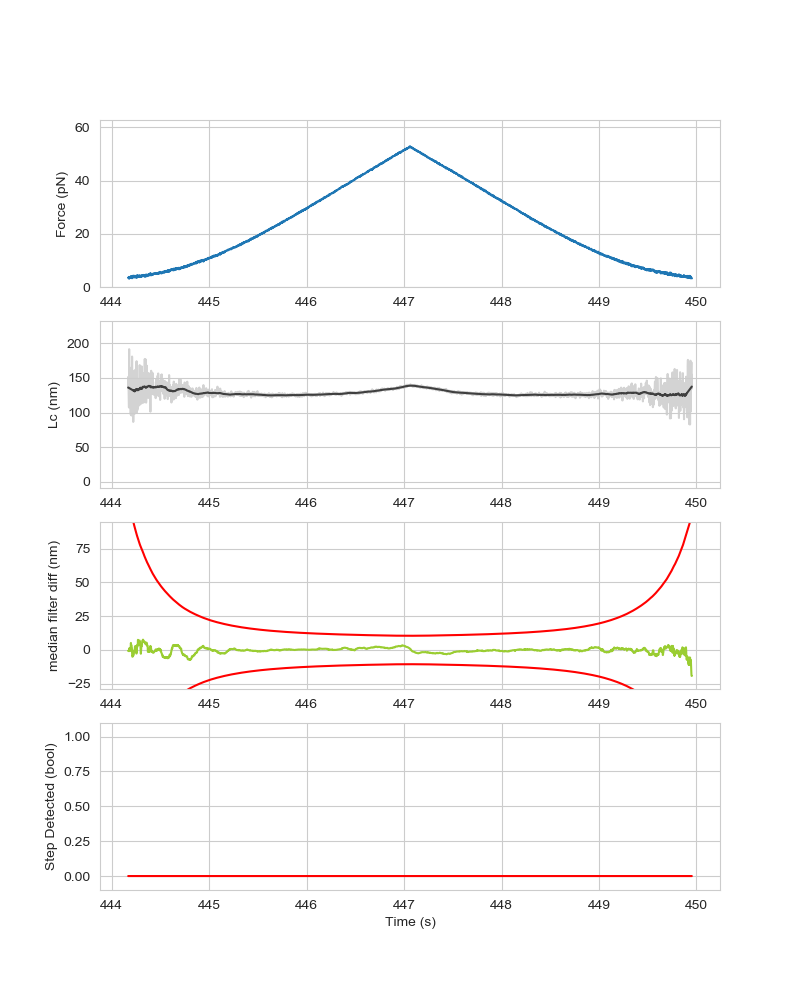 Force (pN)
60
40
20
0
444 445 446 447 448 449 450
Lc (nm)
200
150
100
50
0
444 445 446 447 448 449 450
median filter diff (nm)
75
50
25
0
−25
444 445 446 447 448 449 450
Step Detected (bool)
1.00
0.75
0.50
0.25
0.00
444 445 446 447 448 449 450
Time (s)